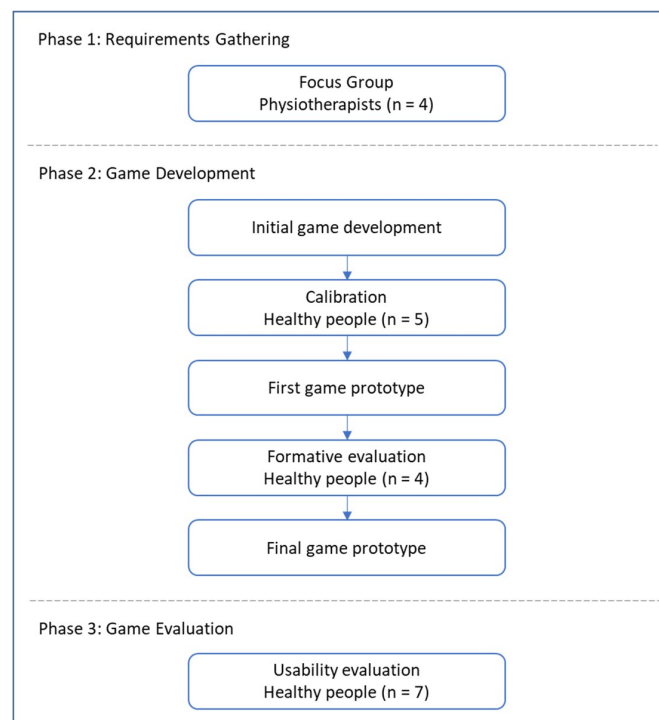 Phase 1: Requirements Gathering
Focus Group
Physiotherapists (n = 4)
Phase 2: Game Development
Initial game development
Calibration
Healthy people (n = 5)
First game prototype
Formative evaluation
Healthy people (n = 4)
Final game prototype
Phase 3: Game Evaluation
Usability evaluation
Healthy people (n = 7)